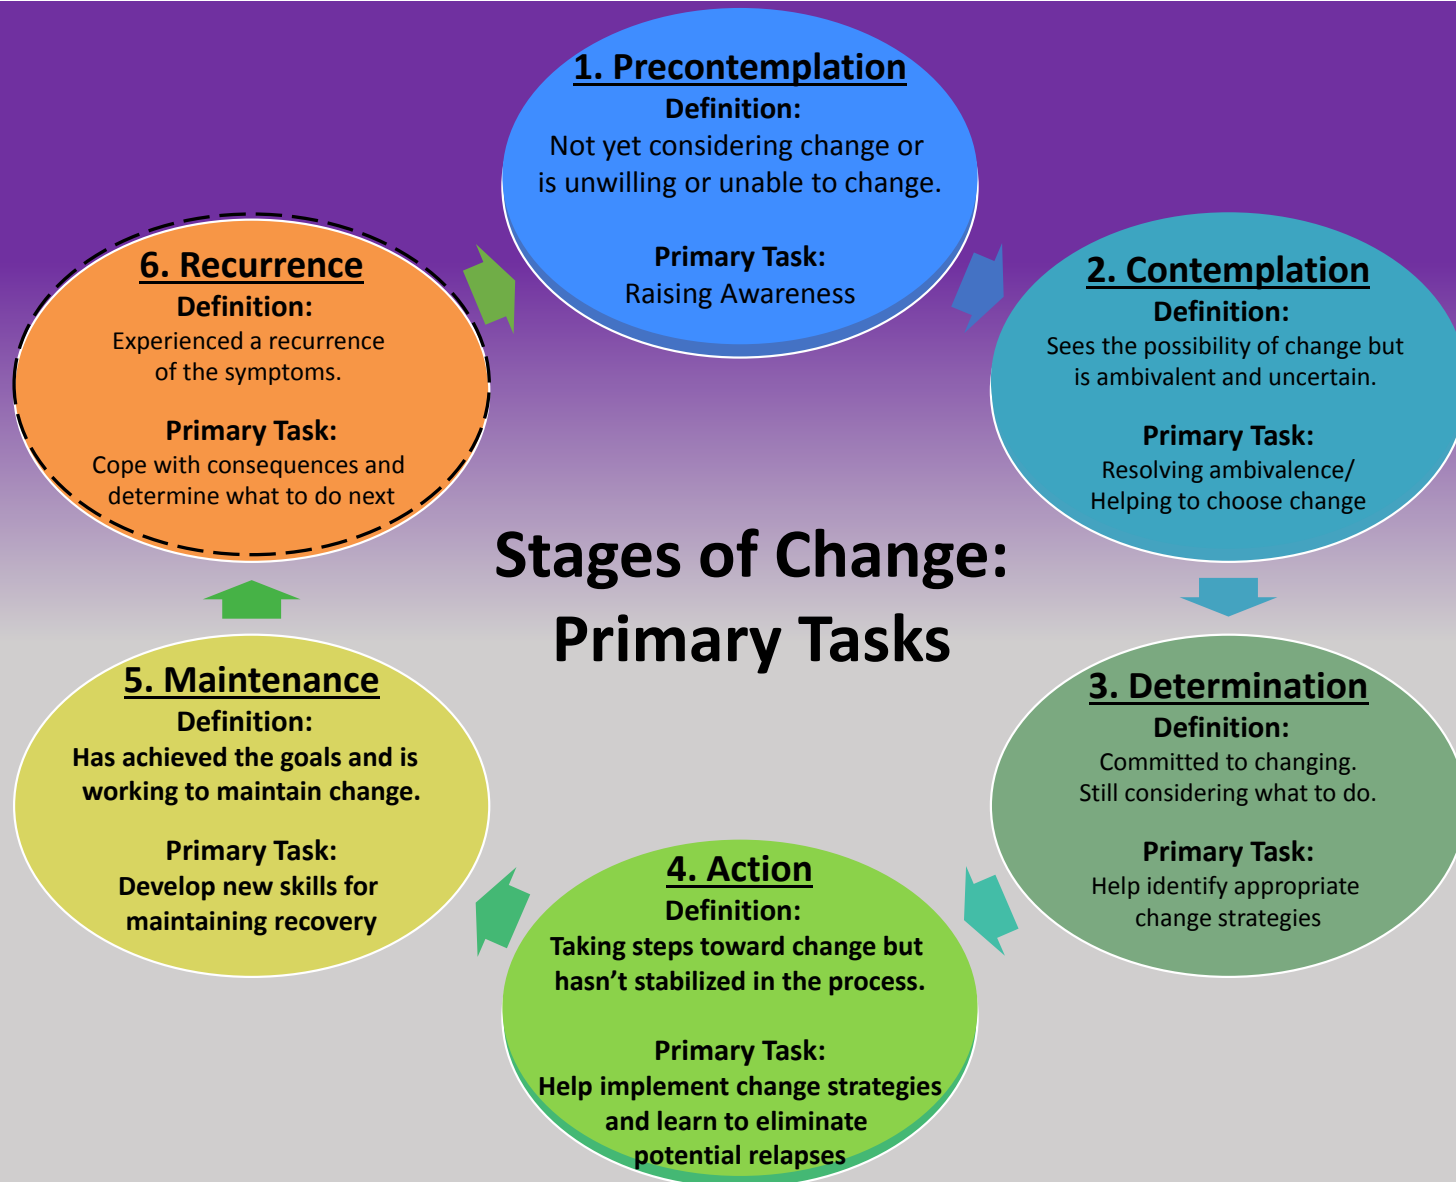 1. Precontemplation
Definition:
Not yet considering change or
is unwilling or unable to change.
Primary Task:
Raising Awareness
2. Contemplation
Definition:
Sees the possibility of change but
is ambivalent and uncertain.
Primary Task:
Resolving ambivalence/
Helping to choose change
3. Determination
Definition:
Committed to changing.
Still considering what to do.
Primary Task:
Help identify appropriate
change strategies
4. Action
Definition:
Taking steps toward change but
hasn’t stabilized in the process.
Primary Task:
Help implement change strategies
and learn to eliminate
potential relapses
5. Maintenance
Definition:
Has achieved the goals and is
working to maintain change.
Primary Task:
Develop new skills for
maintaining recovery
6. Recurrence
Definition:
Experienced a recurrence
of the symptoms.
Primary Task:
Cope with consequences and
determine what to do next
Stages of Change:
Primary Tasks